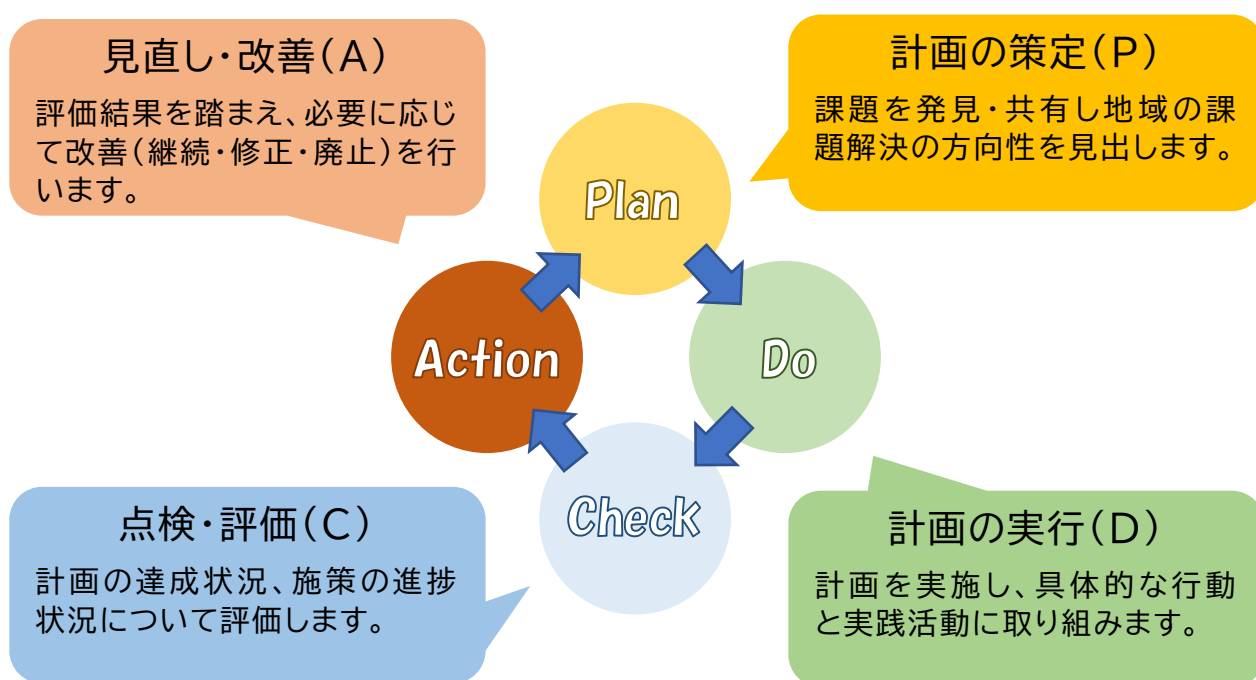 見直し・改善(A)
評価結果を踏まえ、必要に応じ
て改善(継続・修正・廃止)を行
います。
計画の策定(P)
課題を発見・共有し地域の課
題解決の方向性を見出します。
Plan
Action
Do
Check
点検・評価(C)
計画の達成状況、施策の進捗
状況について評価します。
計画の実行(D)
計画を実施し、具体的な行動
と実践活動に取り組みます。